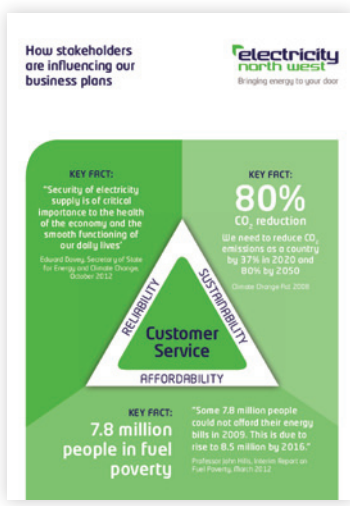 How stakeholders
are influencing our
business plans
electricity
north west
Bringing energy to your door
KEY FACT:
"Security of electricity
supply is of critical
importance to the health
of the economy and the
smooth functioning of
our daily lives'
Edward Davey, Secretary of State
for Energy and Climate Change,
October 2012
KEY FACT:
80%
CO₂ reduction
We need to reduce CO₂
emissions as a country
by 37% in 2020 and
80% by 2050
Climate Change Act 2008
RELIABILITY
SUSTAINABILITY
Customer
Service
AFFORDABILITY
KEY FACT:
7.8 million
people in fuel
poverty
"Some 7.8 million people
could not afford their energy
bills in 2009. This is due to
rise to 8.5 million by 2016."
Professor John Hills, Interim Report on
Fuel Poverty, March 2012